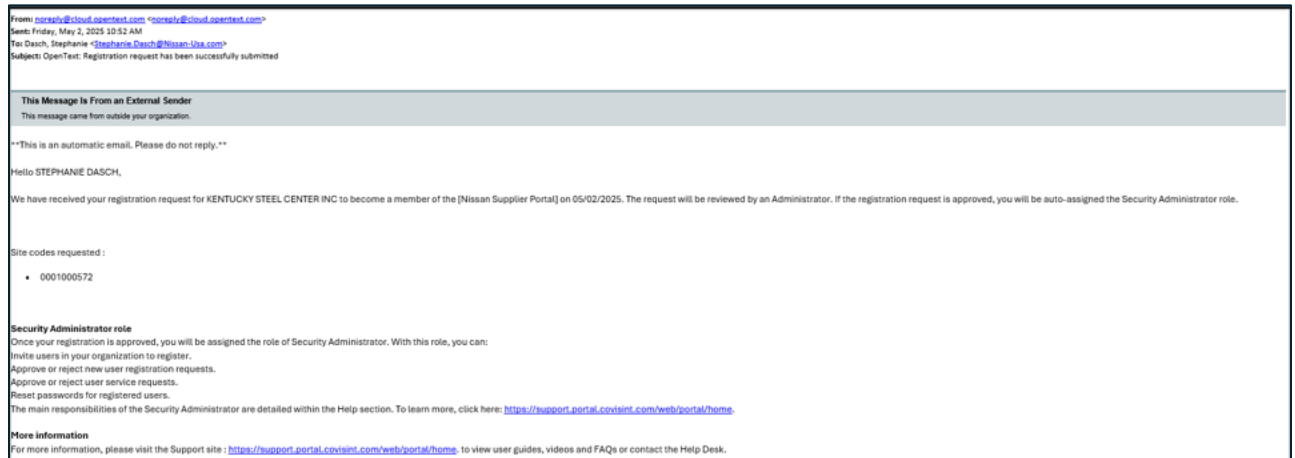 From: noreply@cloud.opentext.com <noreply@cloud.opentext.com>
Sent: Friday, May 2, 2025 10:52 AM
To: Dasch, Stephanie <Stephanie.Dasch@Nissan-Usa.com>
Subject: OpenText: Registration request has been successfully submitted
This Message Is From an External Sender
This message came from outside your organization.
**This is an automatic email. Please do not reply.**
Hello STEPHANIE DASCH,
We have received your registration request for KENTUCKY STEEL CENTER INC to become a member of the [Nissan Supplier Portal] on 05/02/2025. The request will be reviewed by an Administrator. If the registration request is approved, you will be auto-assigned the Security Administrator role.
Site codes requested :
• 0001000572
Security Administrator role
Once your registration is approved, you will be assigned the role of Security Administrator. With this role, you can:
Invite users in your organization to register.
Approve or reject new user registration requests.
Approve or reject user service requests.
Reset passwords for registered users.
The main responsibilities of the Security Administrator are detailed within the Help section. To learn more, click here: https://support.portal.covisint.com/web/portal/home.
More information
For more information, please visit the Support site : https://support.portal.covisint.com/web/portal/home. to view user guides, videos and FAQs or contact the Help Desk.